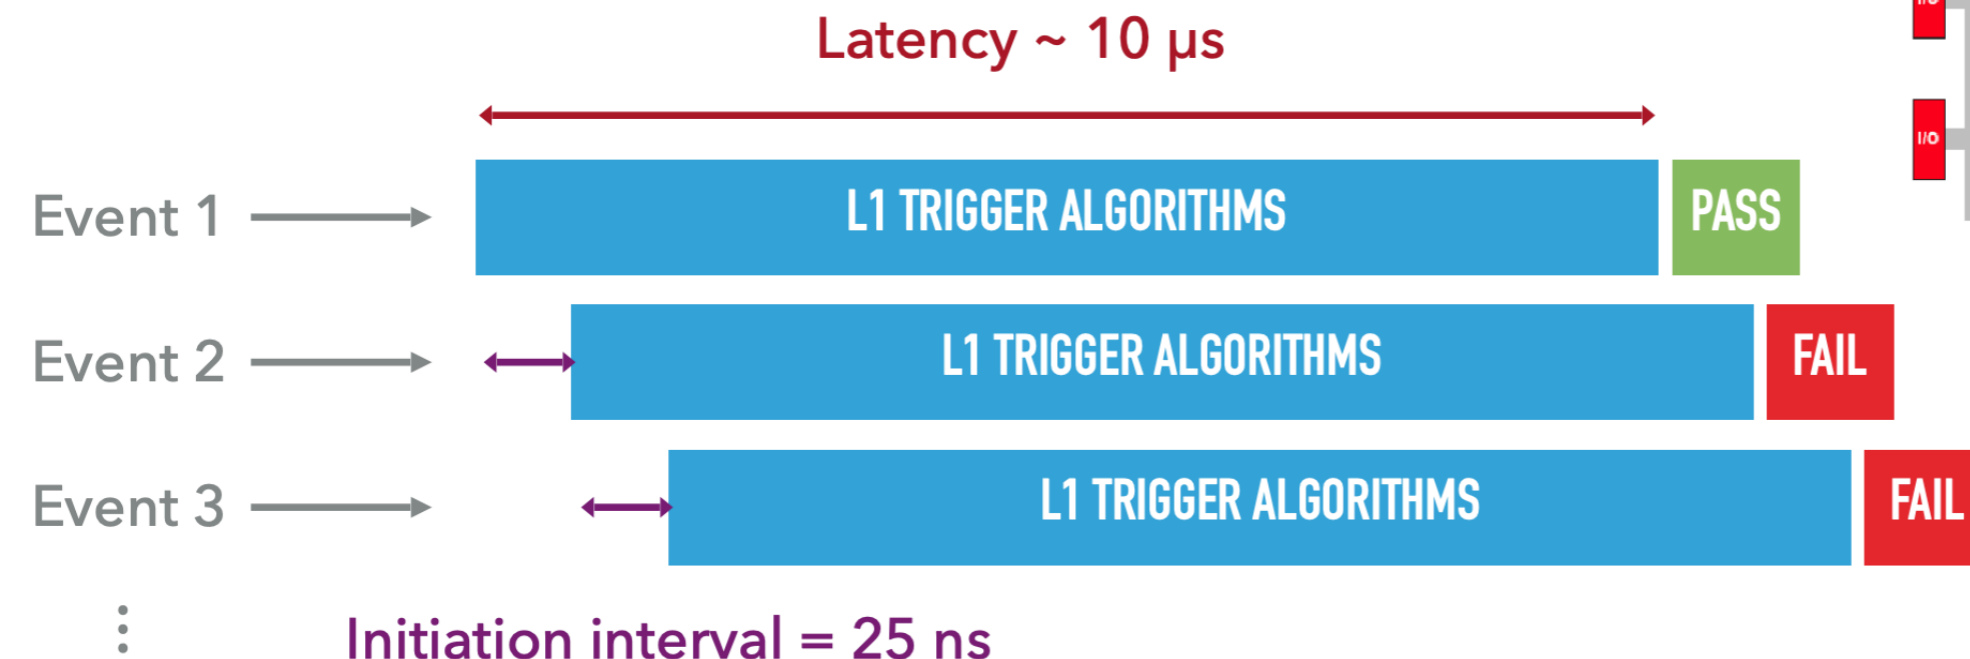 Latency ~ 10 μs
I/O
I/O
Event 1
L1 TRIGGER ALGORITHMS
PASS
Event 2
L1 TRIGGER ALGORITHMS
FAIL
Event 3
L1 TRIGGER ALGORITHMS
FAIL
Initiation interval = 25 ns